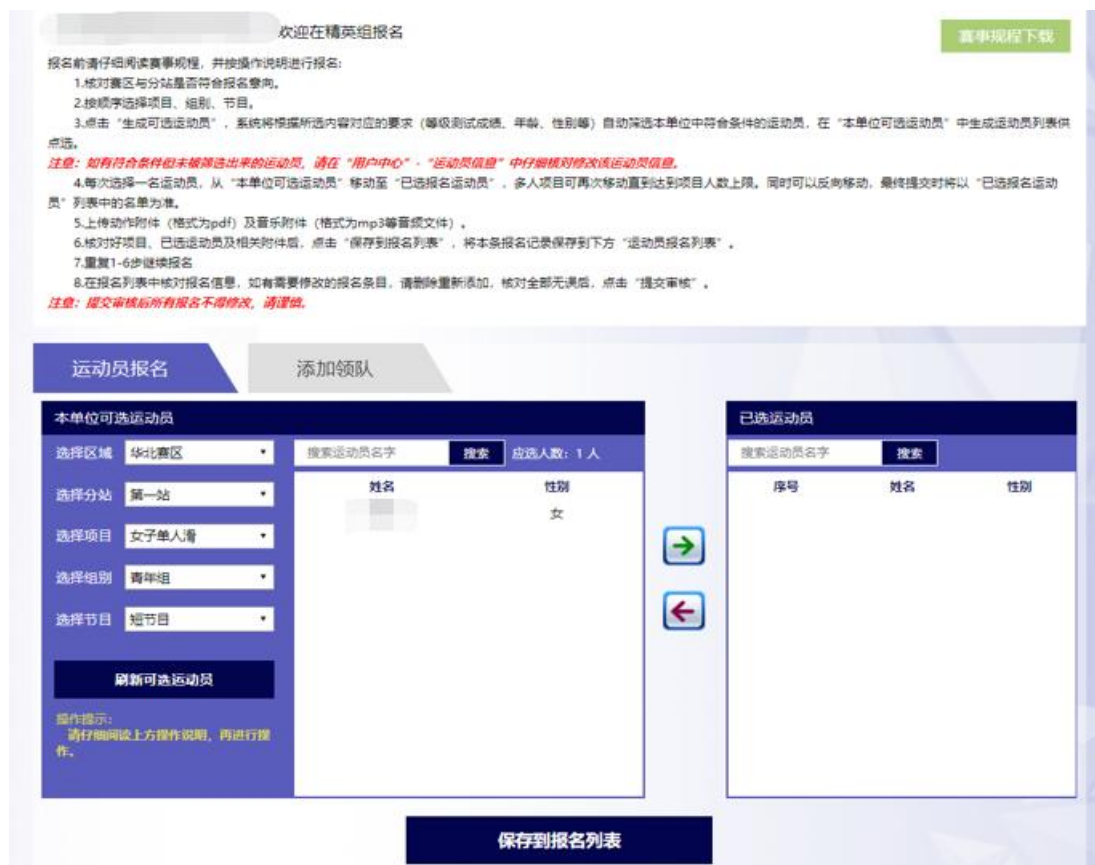 欢迎在精英组报名
赛事规程下载
报名前请仔细阅读赛事规程，并按操作说明进行报名：
1.核对赛区与分站是否符合报名意向。
2.按顺序选择项目、组别、节目。
3.点击“生成可选运动员”，系统将根据所选内容对应的要求（等级测试成绩、年龄、性别等）自动筛选本单位中符合条件的运动员，在“本单位可选运动员”中生成运动员列表供
点选。
注意：如有符合条件但未被筛选出来的运动员，请在“用户中心”-“运动员信息”中仔细核对修改该运动员信息。
4.每次选择一名运动员，从“本单位可选运动员”移动至“已选报名运动员”，多人项目可再次移动直到达到项目人数上限。同时可以反向移动，最终提交时将以“已选报名运动
员”列表中的名单为准。
5.上传动作附件（格式为pdf）及音乐附件（格式为mp3等音频文件）。
6.核对好项目、已选运动员及相关附件后，点击“保存到报名列表”，将本条报名记录保存到下方“运动员报名列表”。
7.重复1-6步继续报名
8.在报名列表中核对报名信息，如有需要修改的报名条目，请删除重新添加，核对全部无误后，点击“提交审核”。
注意：提交审核后所有报名不得修改，请谨慎。
运动员报名
添加领队
本单位可选运动员
选择区域 华北赛区
选择分站 第一站
选择项目 女子单人滑
选择组别 青年组
选择节目 短节目
刷新可选运动员
操作提示：
请仔细阅读上方操作说明，再进行操
作。
搜索运动员名字 搜索 应选人数：1 人
姓名 性别
女
已选运动员
搜索运动员名字 搜索
序号 姓名 性别
保存到报名列表